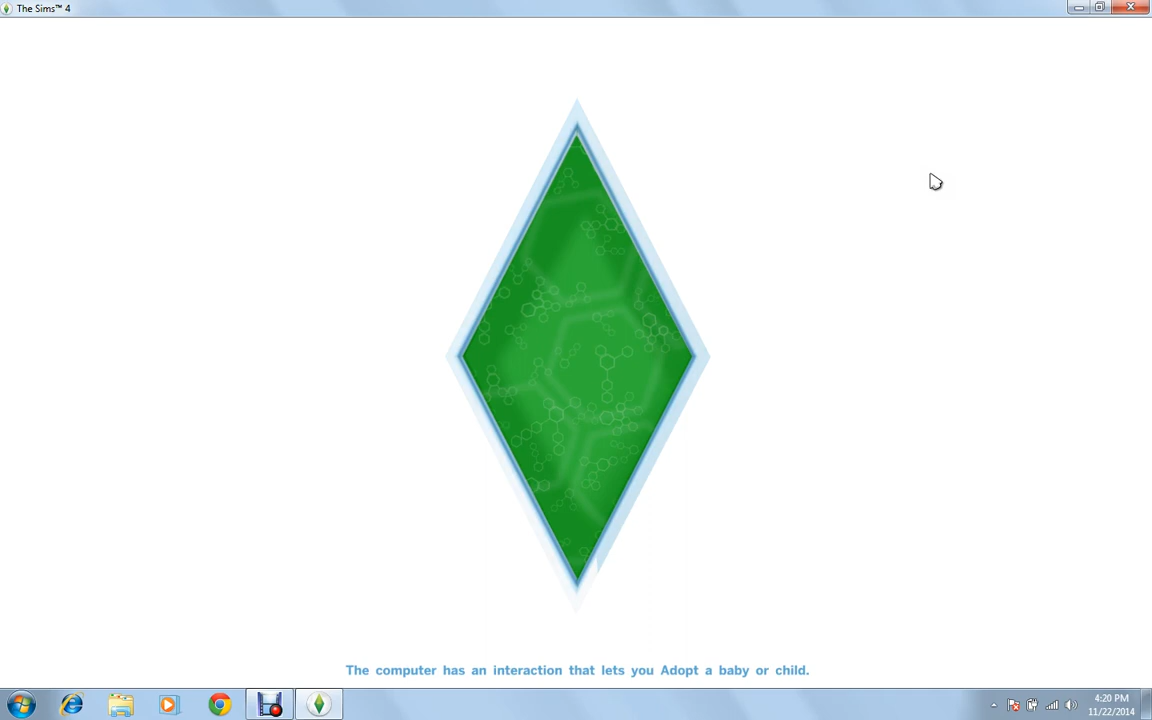 The Sims™ 4
The computer has an interaction that lets you Adopt a baby or child.
4:20 PM
11/22/2014